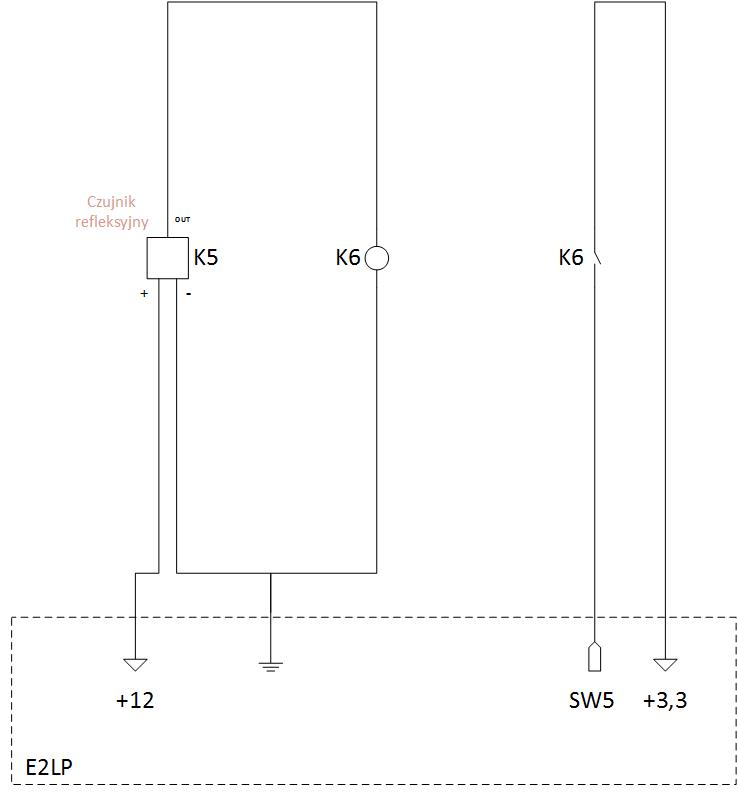 Czujnik
refleksyjny
OUT
K5
K6
K6
+
-
+12
SW5
+3,3
E2LP